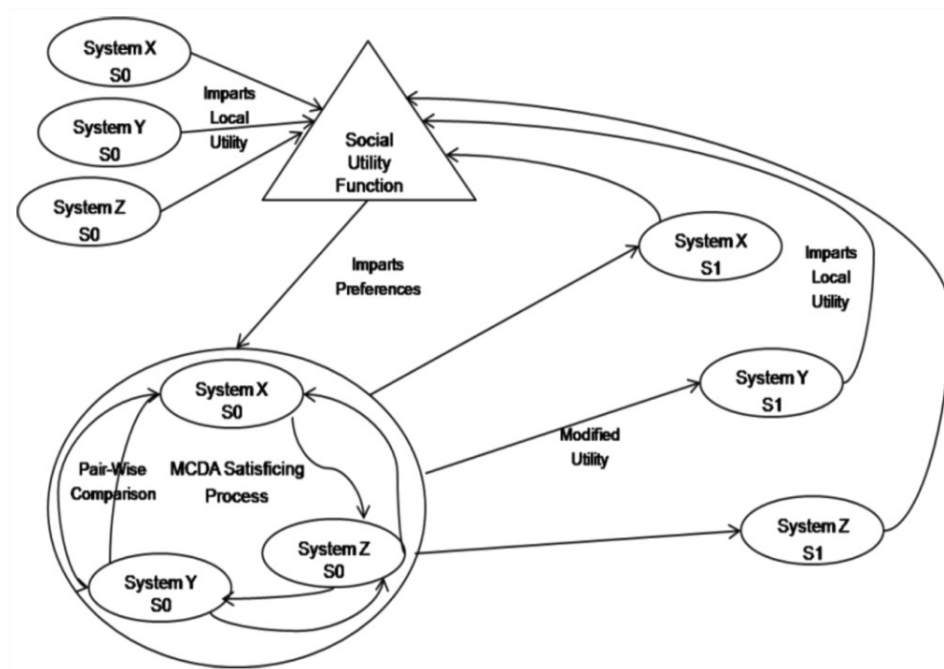 System X
S0
System Y
S0
System Z
S0
Imparts
Local
Utility
Social
Utility
Function
Imparts
Preferences
System X
S1
Imparts
Local
Utility
System Y
S1
Modified
Utility
System Z
S1
System X
S0
Pair-Wise
Comparison
MCDA Satisficing
Process
System Z
S0
System Y
S0